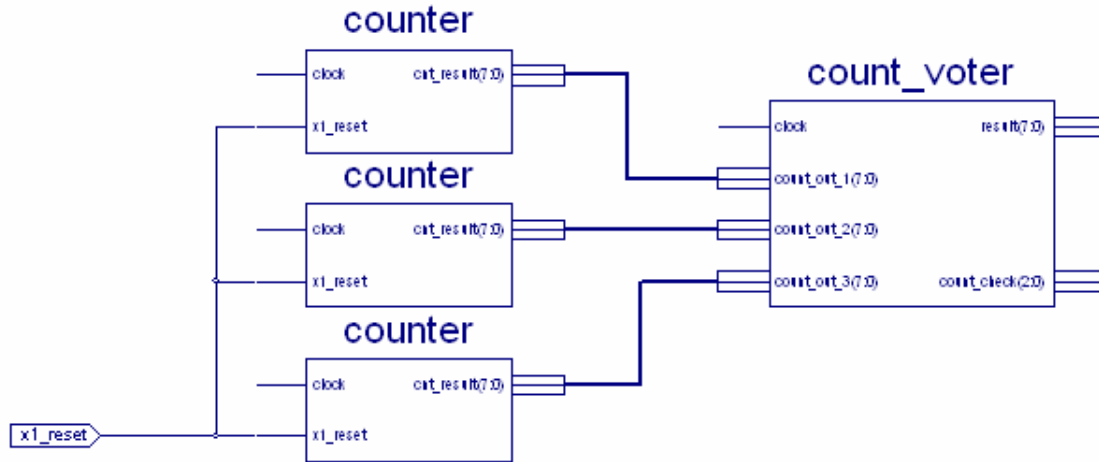 counter
clock cnt_result(7:0)
x1_reset
count_voter
clock result(7:0)
count_out_1(7:0)
counter
clock cnt_result(7:0)
count_out_2(7:0)
x1_reset
count_out_3(7:0) count_check(2:0)
counter
clock cnt_result(7:0)
x1_reset
x1_reset